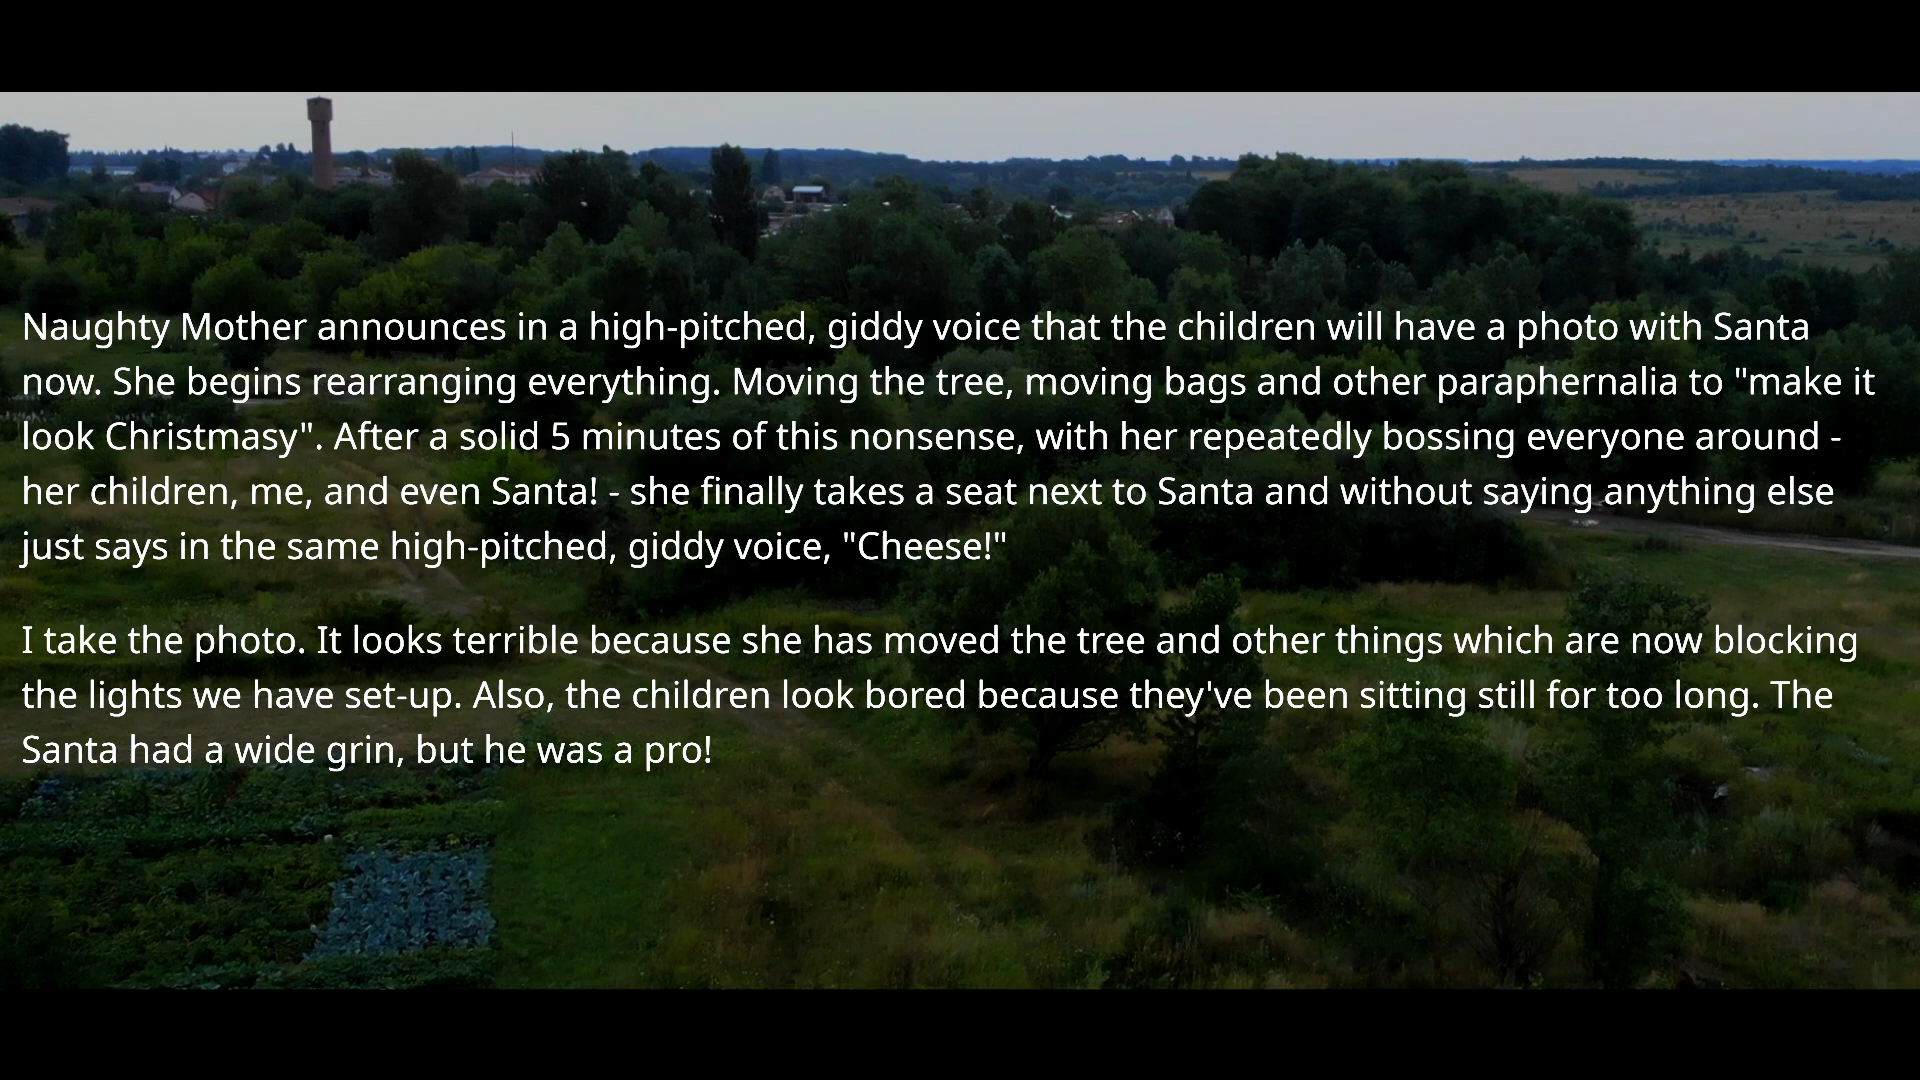 Naughty Mother announces in a high-pitched, giddy voice that the children will have a photo with Santa
now. She begins rearranging everything. Moving the tree, moving bags and other paraphernalia to "make it
look Christmasy". After a solid 5 minutes of this nonsense, with her repeatedly bossing everyone around -
her children, me, and even Santa! - she finally takes a seat next to Santa and without saying anything else
just says in the same high-pitched, giddy voice, "Cheese!"
I take the photo. It looks terrible because she has moved the tree and other things which are now blocking
the lights we have set-up. Also, the children look bored because they've been sitting still for too long. The
Santa had a wide grin, but he was a pro!